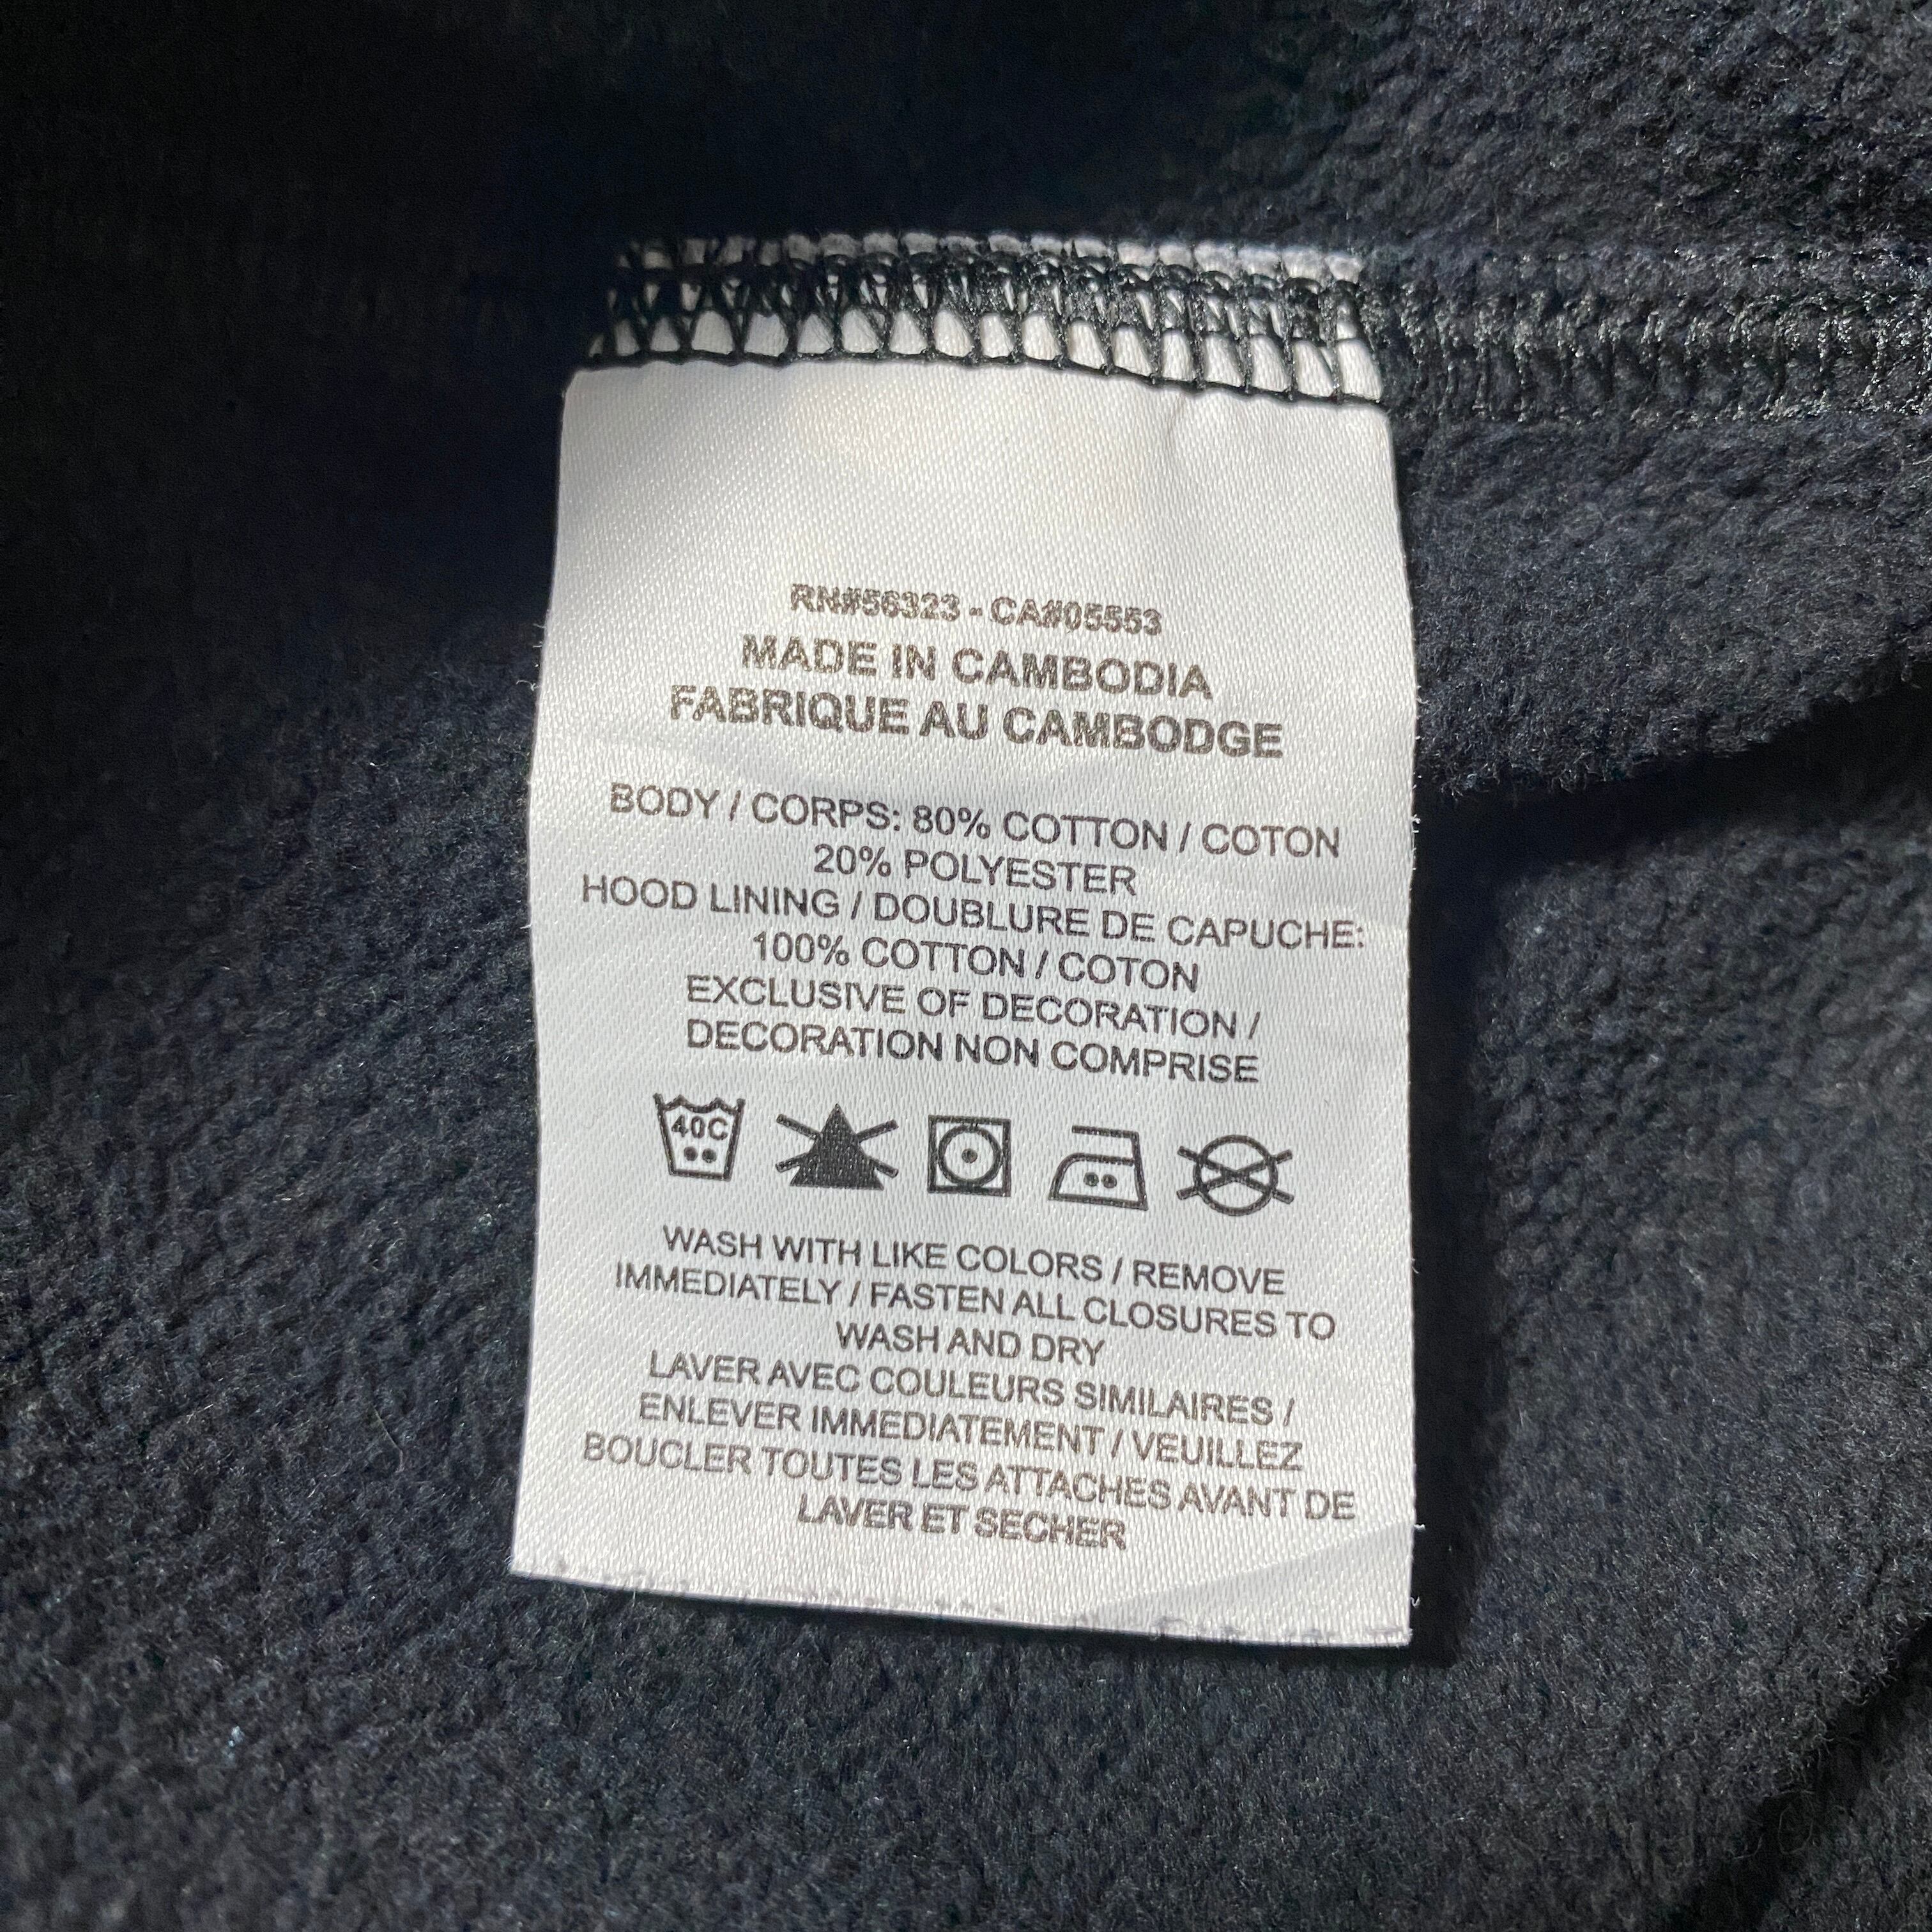 RN#56323 - CA#05553
MADE IN CAMBODIA
FABRIQUE AU CAMBODGE
BODY / CORPS: 80% COTTON / COTON
20% POLYESTER
HOOD LINING / DOUBLURE DE CAPUCHE:
100% COTTON / COTON
EXCLUSIVE OF DECORATION /
DECORATION NON COMPRISE
40C
WASH WITH LIKE COLORS / REMOVE
IMMEDIATELY / FASTEN ALL CLOSURES TO
WASH AND DRY
LAVER AVEC COULEURS SIMILAIRES /
ENLEVER IMMEDIATEMENT / VEUILLEZ
BOUCLER TOUTES LES ATTACHES AVANT DE
LAVER ET SECHER